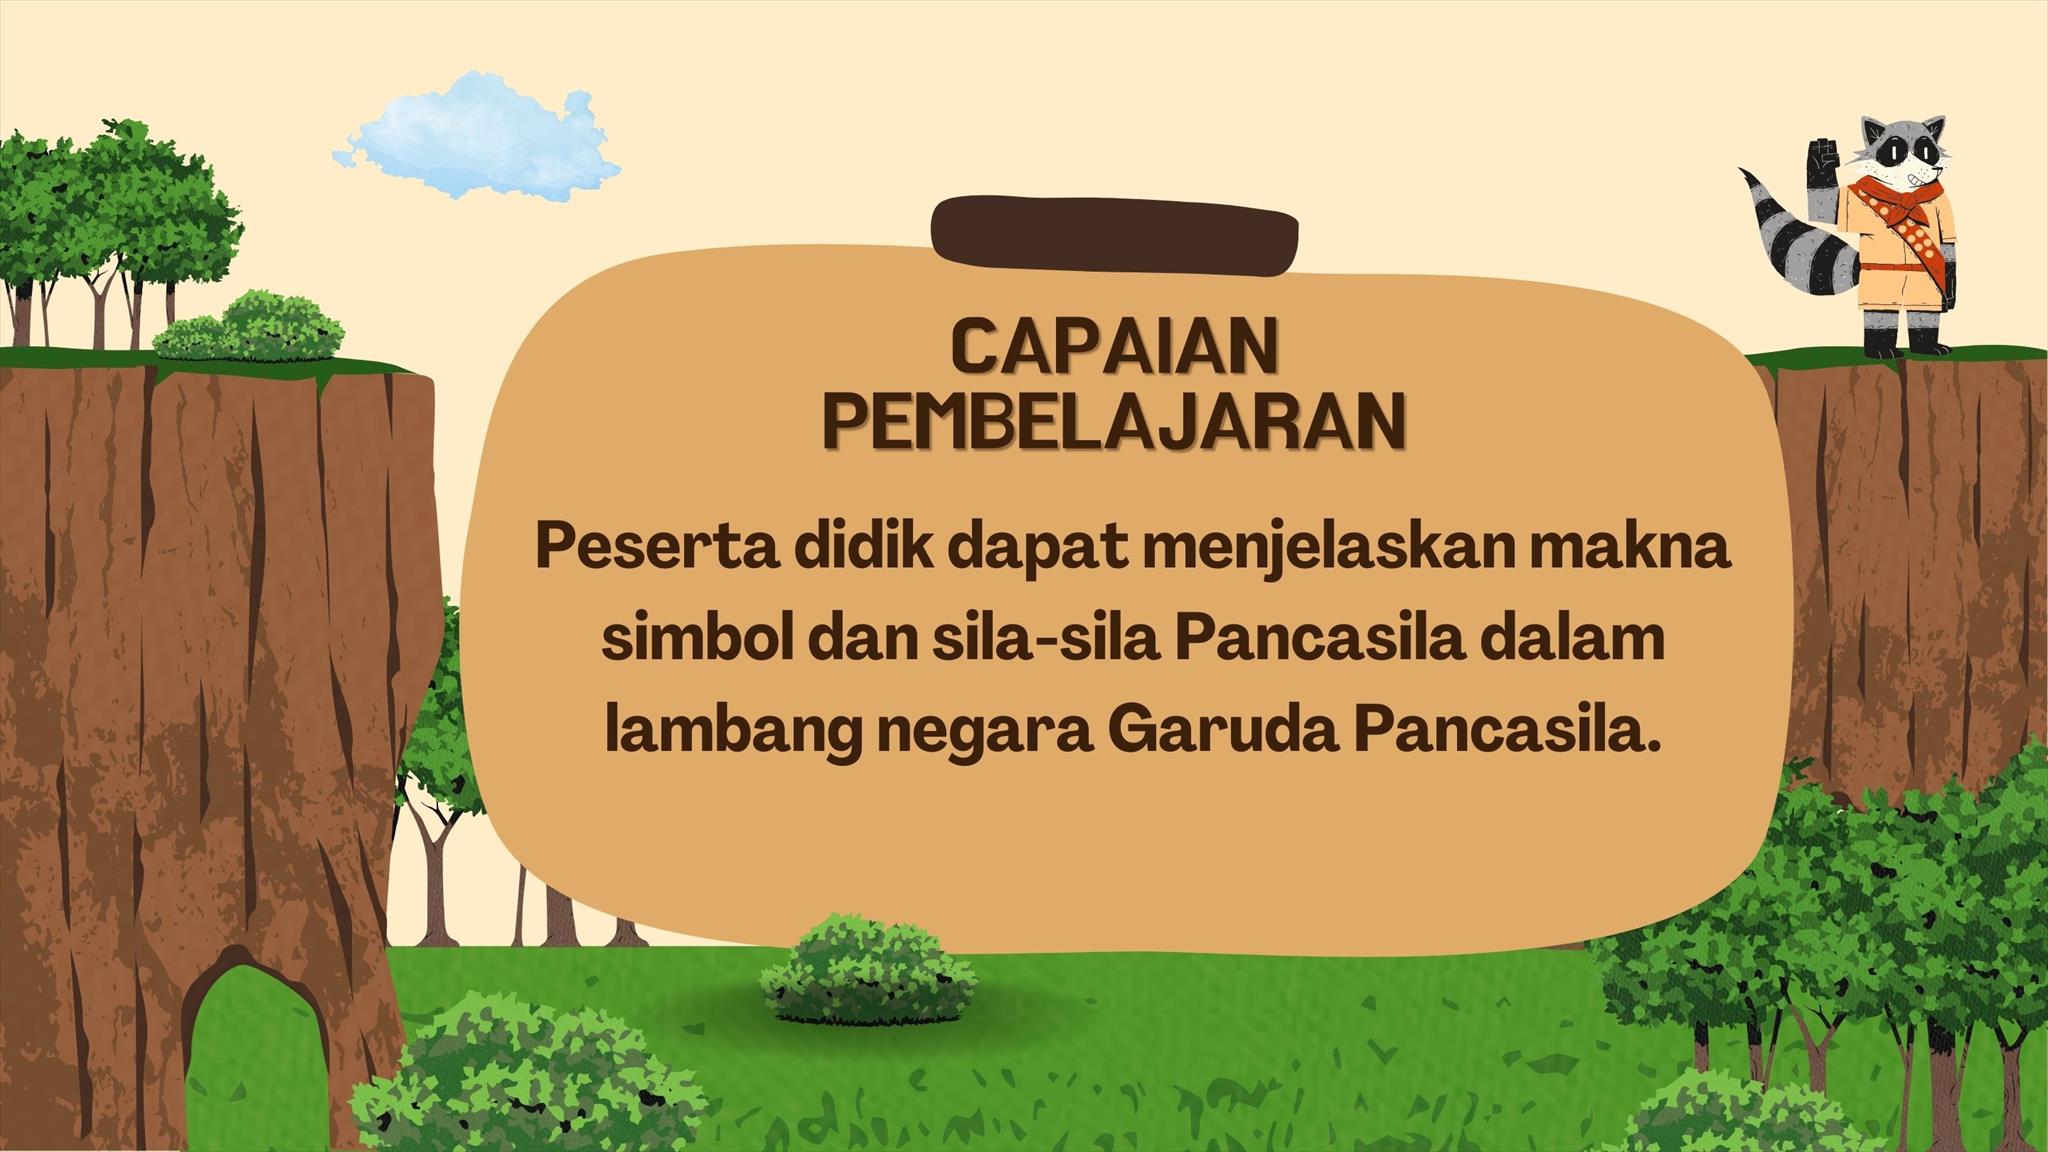 CAPAIAN
PEMBELAJARAN
Peserta didik dapat menjelaskan makna
simbol dan sila-sila Pancasila dalam
lambang negara Garuda Pancasila.